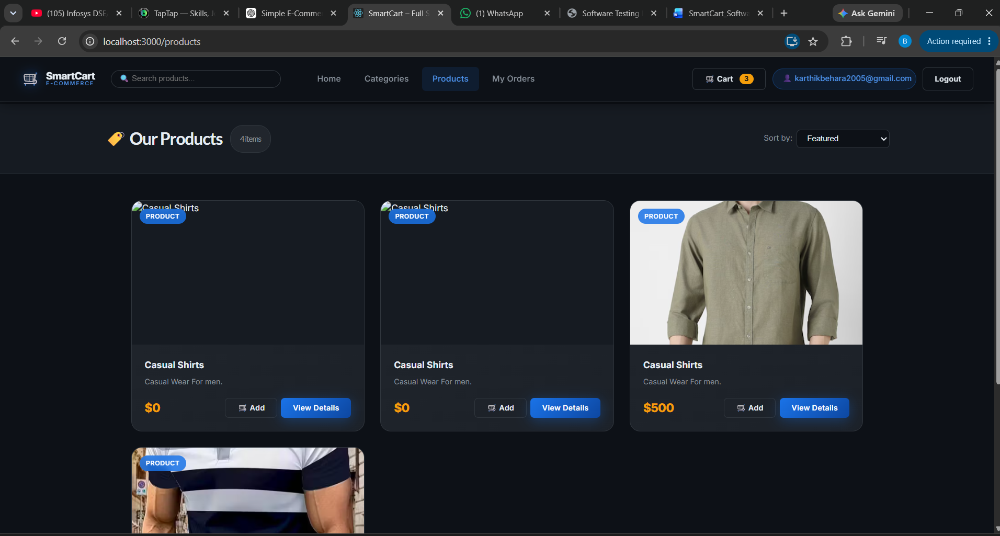 (105) Infosys DSE
TapTap — Skills, J
Simple E-Comme
SmartCart – Full S
(1) WhatsApp
Software Testing
SmartCart_Softwa
Ask Gemini
localhost:3000/products
B
Action required
SmartCart
E-COMMERCE
Search products...
Home
Categories
Products
My Orders
Cart 3
karthikbehara2005@gmail.com
Logout
Our Products
4 items
Sort by:
Featured
Casual Shirts
PRODUCT
Casual Shirts
PRODUCT
PRODUCT
Casual Shirts
Casual Wear For men.
$0
Add
View Details
Casual Shirts
Casual Wear For men.
$0
Add
View Details
Casual Shirts
Casual Wear For men.
$500
Add
View Details
PRODUCT